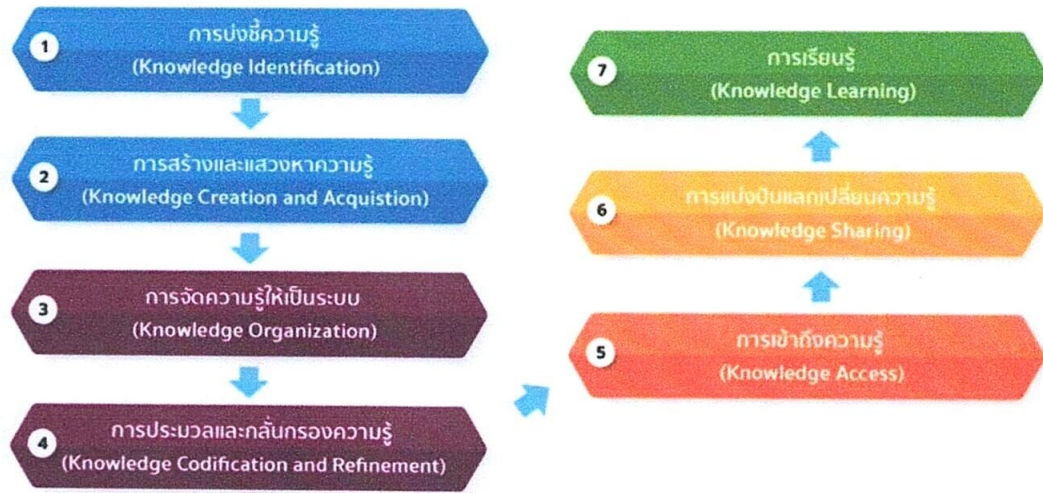 1
การบ่งชี้ความรู้
(Knowledge Identification)
2
การสร้างและแสวงหาความรู้
(Knowledge Creation and Acquistion)
3
การจัดความรู้ให้เป็นระบบ
(Knowledge Organization)
4
การประมวลและกลั่นกรองความรู้
(Knowledge Codification and Refinement)
5
การเข้าถึงความรู้
(Knowledge Access)
6
การแบ่งปันแลกเปลี่ยนความรู้
(Knowledge Sharing)
7
การเรียนรู้
(Knowledge Learning)